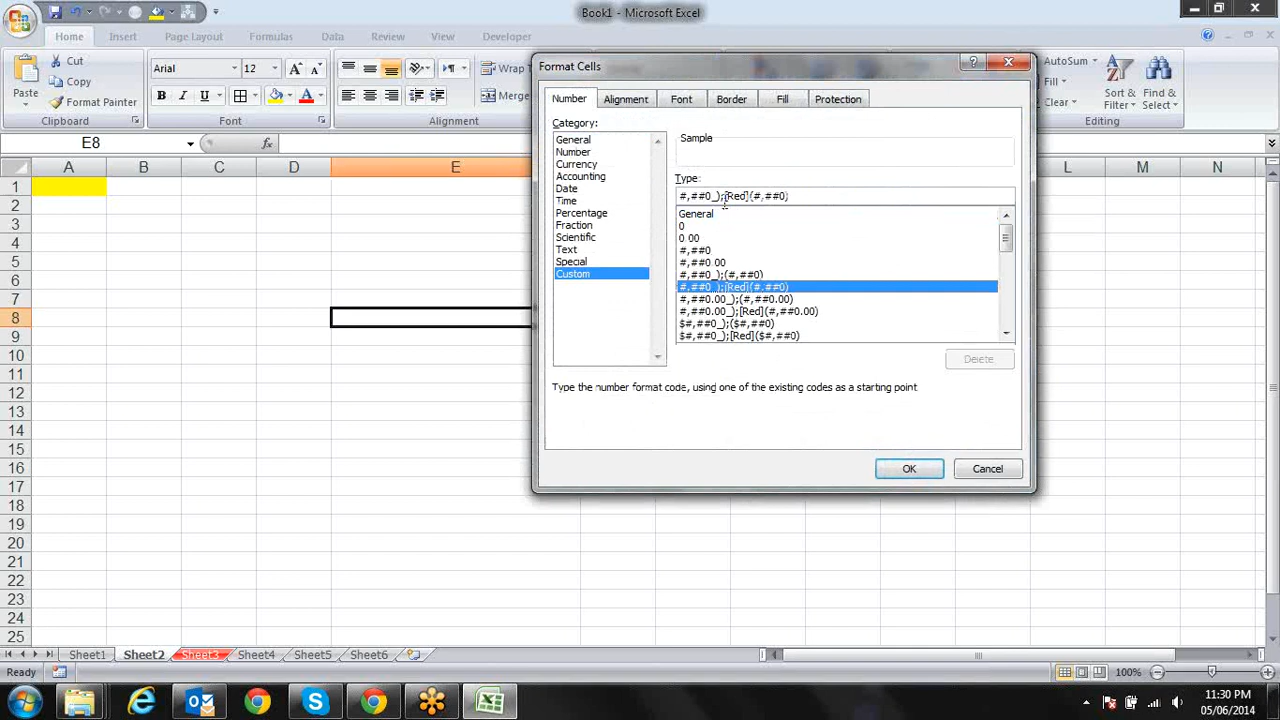 Book1 - Microsoft Excel
Home Insert Page Layout Formulas Data Review View Developer
Paste
Cut
Copy
Format Painter
Clipboard
Arial 12
B I U
Font
Wrap T
Merge
Alignment
AutoSum
Fill
Clear
Sort & Filter
Find & Select
Editing
E8 fx
A B C D E L M N
Format Cells
Number Alignment Font Border Fill Protection
Category:
General
Number
Currency
Accounting
Date
Time
Percentage
Fraction
Scientific
Text
Special
Custom
Sample
Type:
#,##0_);[Red](#,##0)
General
0
0.00
#,##0
#,##0.00
#,##0_);(#,##0)
#,##0_);[Red](#,##0)
#,##0.00_);(#,##0.00)
#,##0.00_);[Red](#,##0.00)
$#,##0_);($#,##0)
$#,##0_);[Red]($#,##0)
Delete
Type the number format code, using one of the existing codes as a starting point.
OK Cancel
1
2
3
4
5
6
7
8
9
10
11
12
13
14
15
16
17
18
19
20
21
22
23
24
25
Sheet1 Sheet2 Sheet3 Sheet4 Sheet5 Sheet6
Ready
100%
11:30 PM
05/06/2014